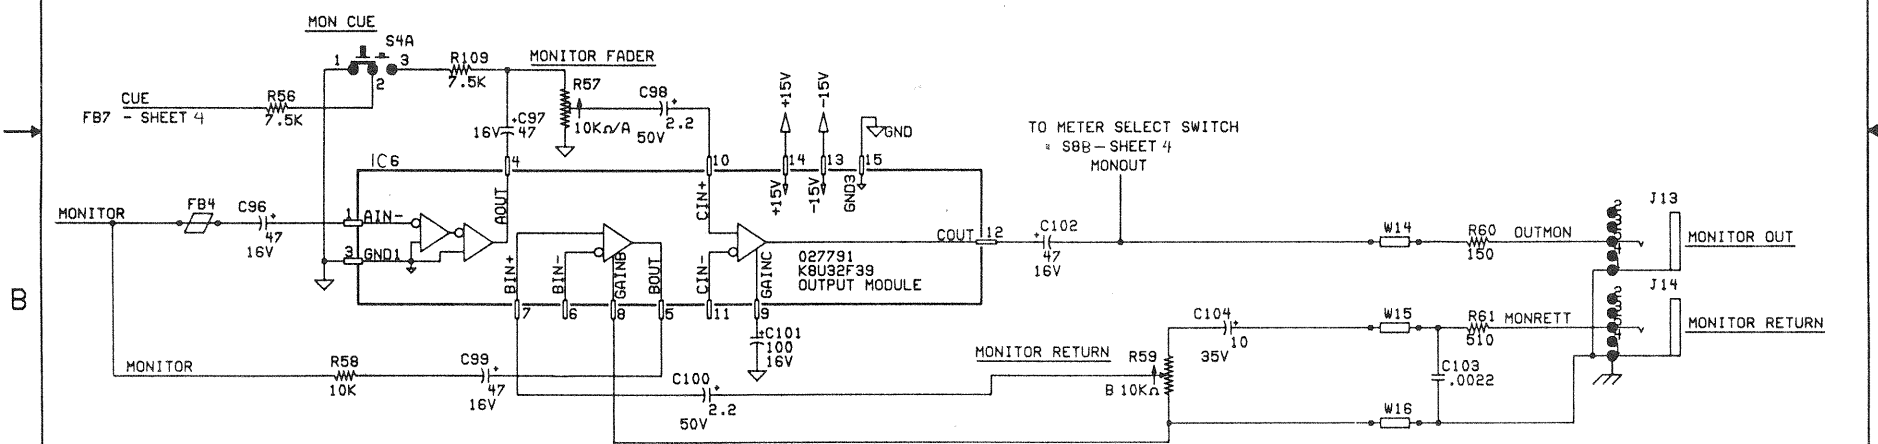 MON CUE
S4A
1
3
2
R109
7.5K
MONITOR FADER
R57
10KΩ/A
C98
+
2.2
50V
+15V
-15V
GND
CUE
FB7 - SHEET 4
R56
7.5K
+C97
16V 47
TO METER SELECT SWITCH
S8B - SHEET 4
MONOUT
IC6
4
10
14
13
15
+15V
-15V
GND3
MONITOR
FB4
C96
+
47
16V
1
AIN-
3
GND1
AOUT
CIN+
BIN+
BIN-
GAINB
BOUT
CIN-
GAINC
COUT
12
027791
K8U32F39
OUTPUT MODULE
7
6
8
5
11
9
C102
+
47
16V
W14
R60
150
OUTMON
J13
MONITOR OUT
B
+C101
100
16V
MONITOR
R58
10K
C99
+
47
16V
C100
+
2.2
50V
MONITOR RETURN
R59
B 10KΩ
C104
+
10
35V
W15
R61
510
MONRETT
J14
MONITOR RETURN
C103
.0022
W16